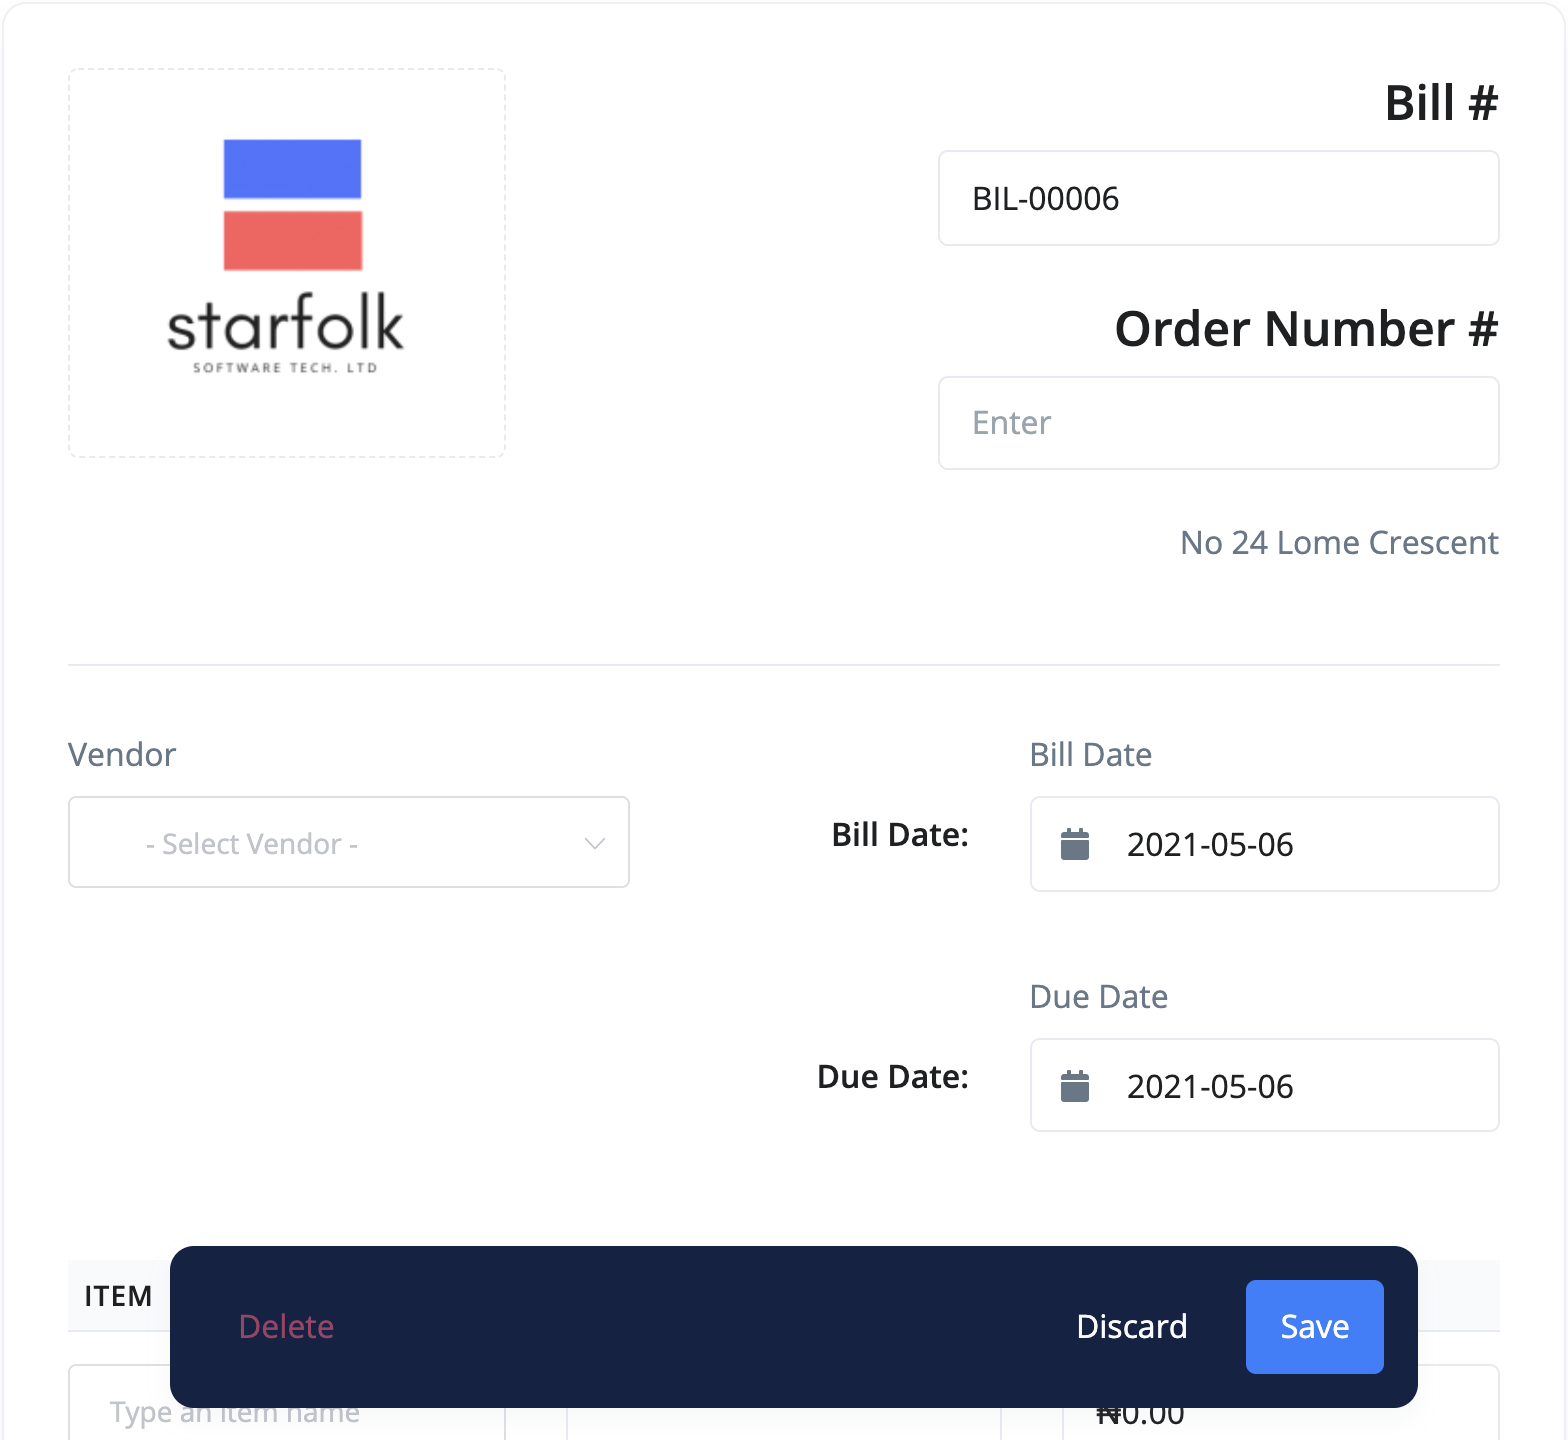 starfolk
SOFTWARE TECH. LTD
Bill #
BIL-00006
Order Number #
Enter
No 24 Lome Crescent
Vendor
- Select Vendor -
Bill Date
Bill Date:
2021-05-06
Due Date
Due Date:
2021-05-06
ITEM
Delete
Discard
Save
Type an item name
₦0.00